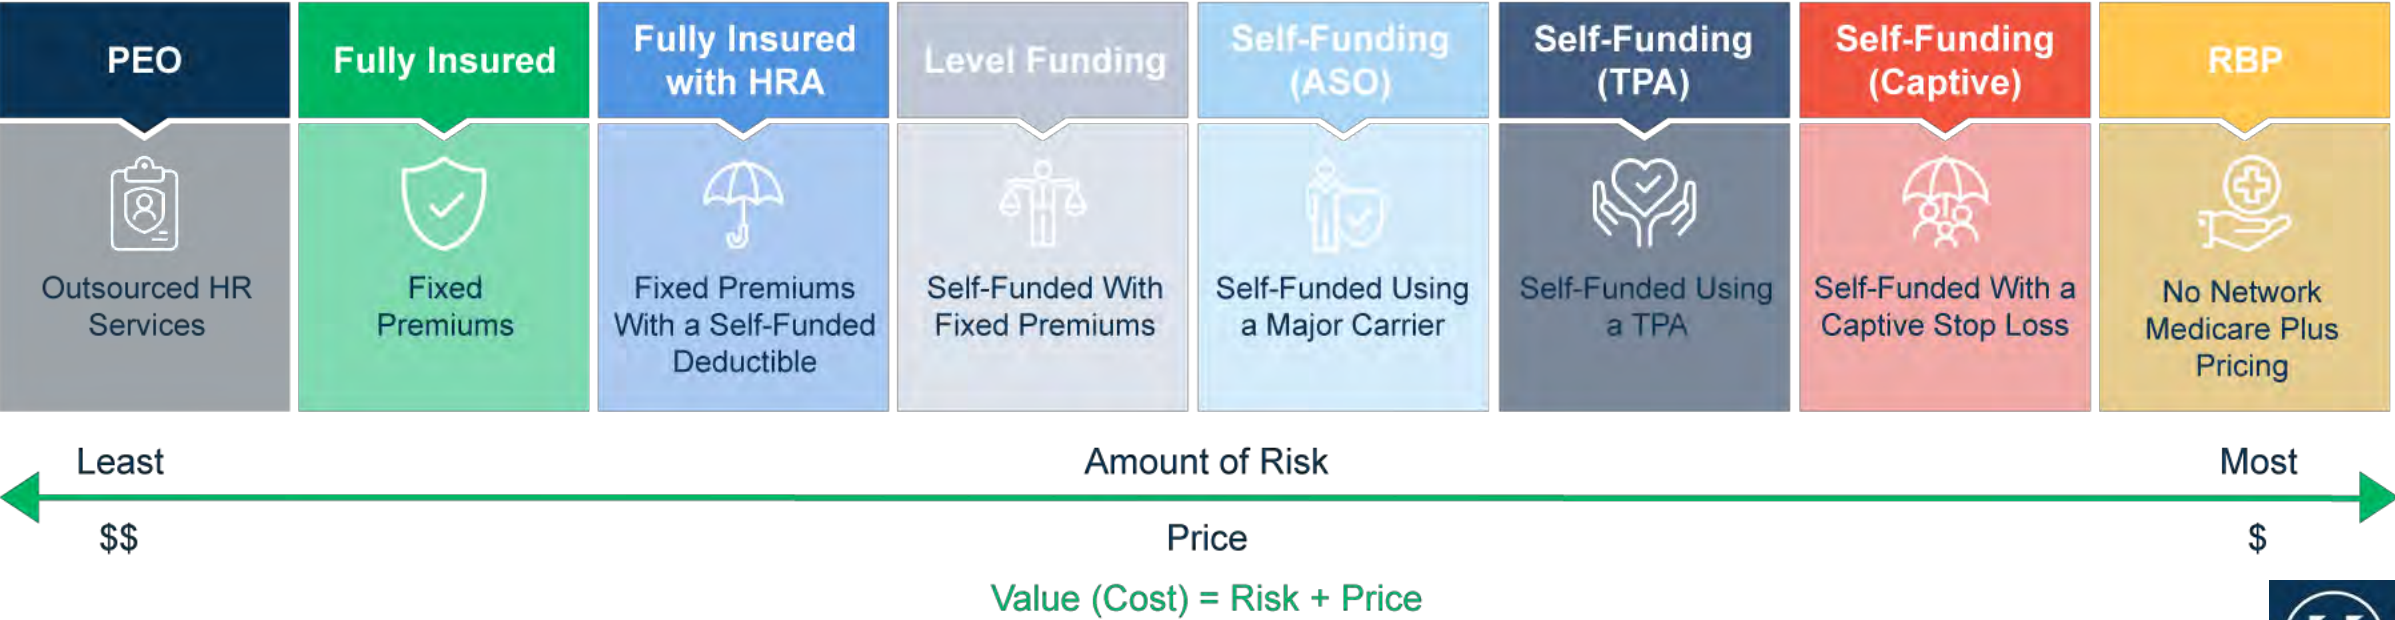 PEO
Fully Insured
Fully Insured
with HRA
Level Funding
Self-Funding
(ASO)
Self-Funding
(TPA)
Self-Funding
(Captive)
RBP
Outsourced HR
Services
Fixed
Premiums
Fixed Premiums
With a Self-Funded
Deductible
Self-Funded With
Fixed Premiums
Self-Funded Using
a Major Carrier
Self-Funded Using
a TPA
Self-Funded With a
Captive Stop Loss
No Network
Medicare Plus
Pricing
Least
Amount of Risk
Most
$$
Price
$
Value (Cost) = Risk + Price